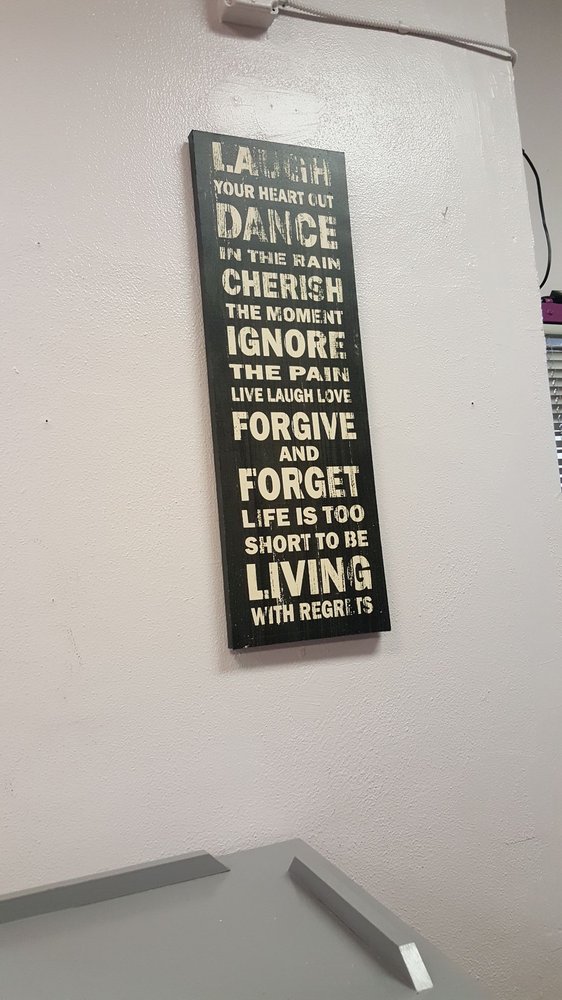 LAUGH
YOUR HEART OUT
DANCE
IN THE RAIN
CHERISH
THE MOMENT
IGNORE
THE PAIN
LIVE LAUGH LOVE
FORGIVE
AND
FORGET
LIFE IS TOO
SHORT TO BE
LIVING
WITH REGRETS